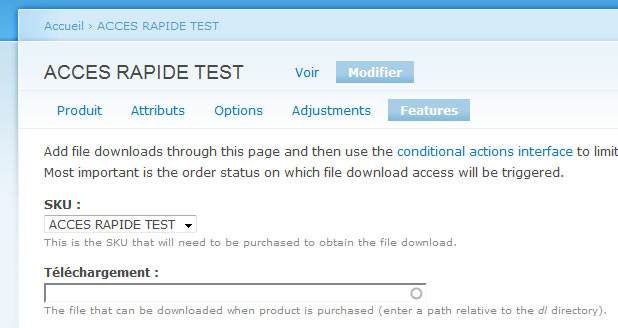 Accueil › ACCES RAPIDE TEST
ACCES RAPIDE TEST Voir Modifier
Produit Attributs Options Adjustments Features
Add file downloads through this page and then use the conditional actions interface to limit
Most important is the order status on which file download access will be triggered.
SKU :
ACCES RAPIDE TEST
This is the SKU that will need to be purchased to obtain the file download.
Téléchargement :
The file that can be downloaded when product is purchased (enter a path relative to the dl directory).